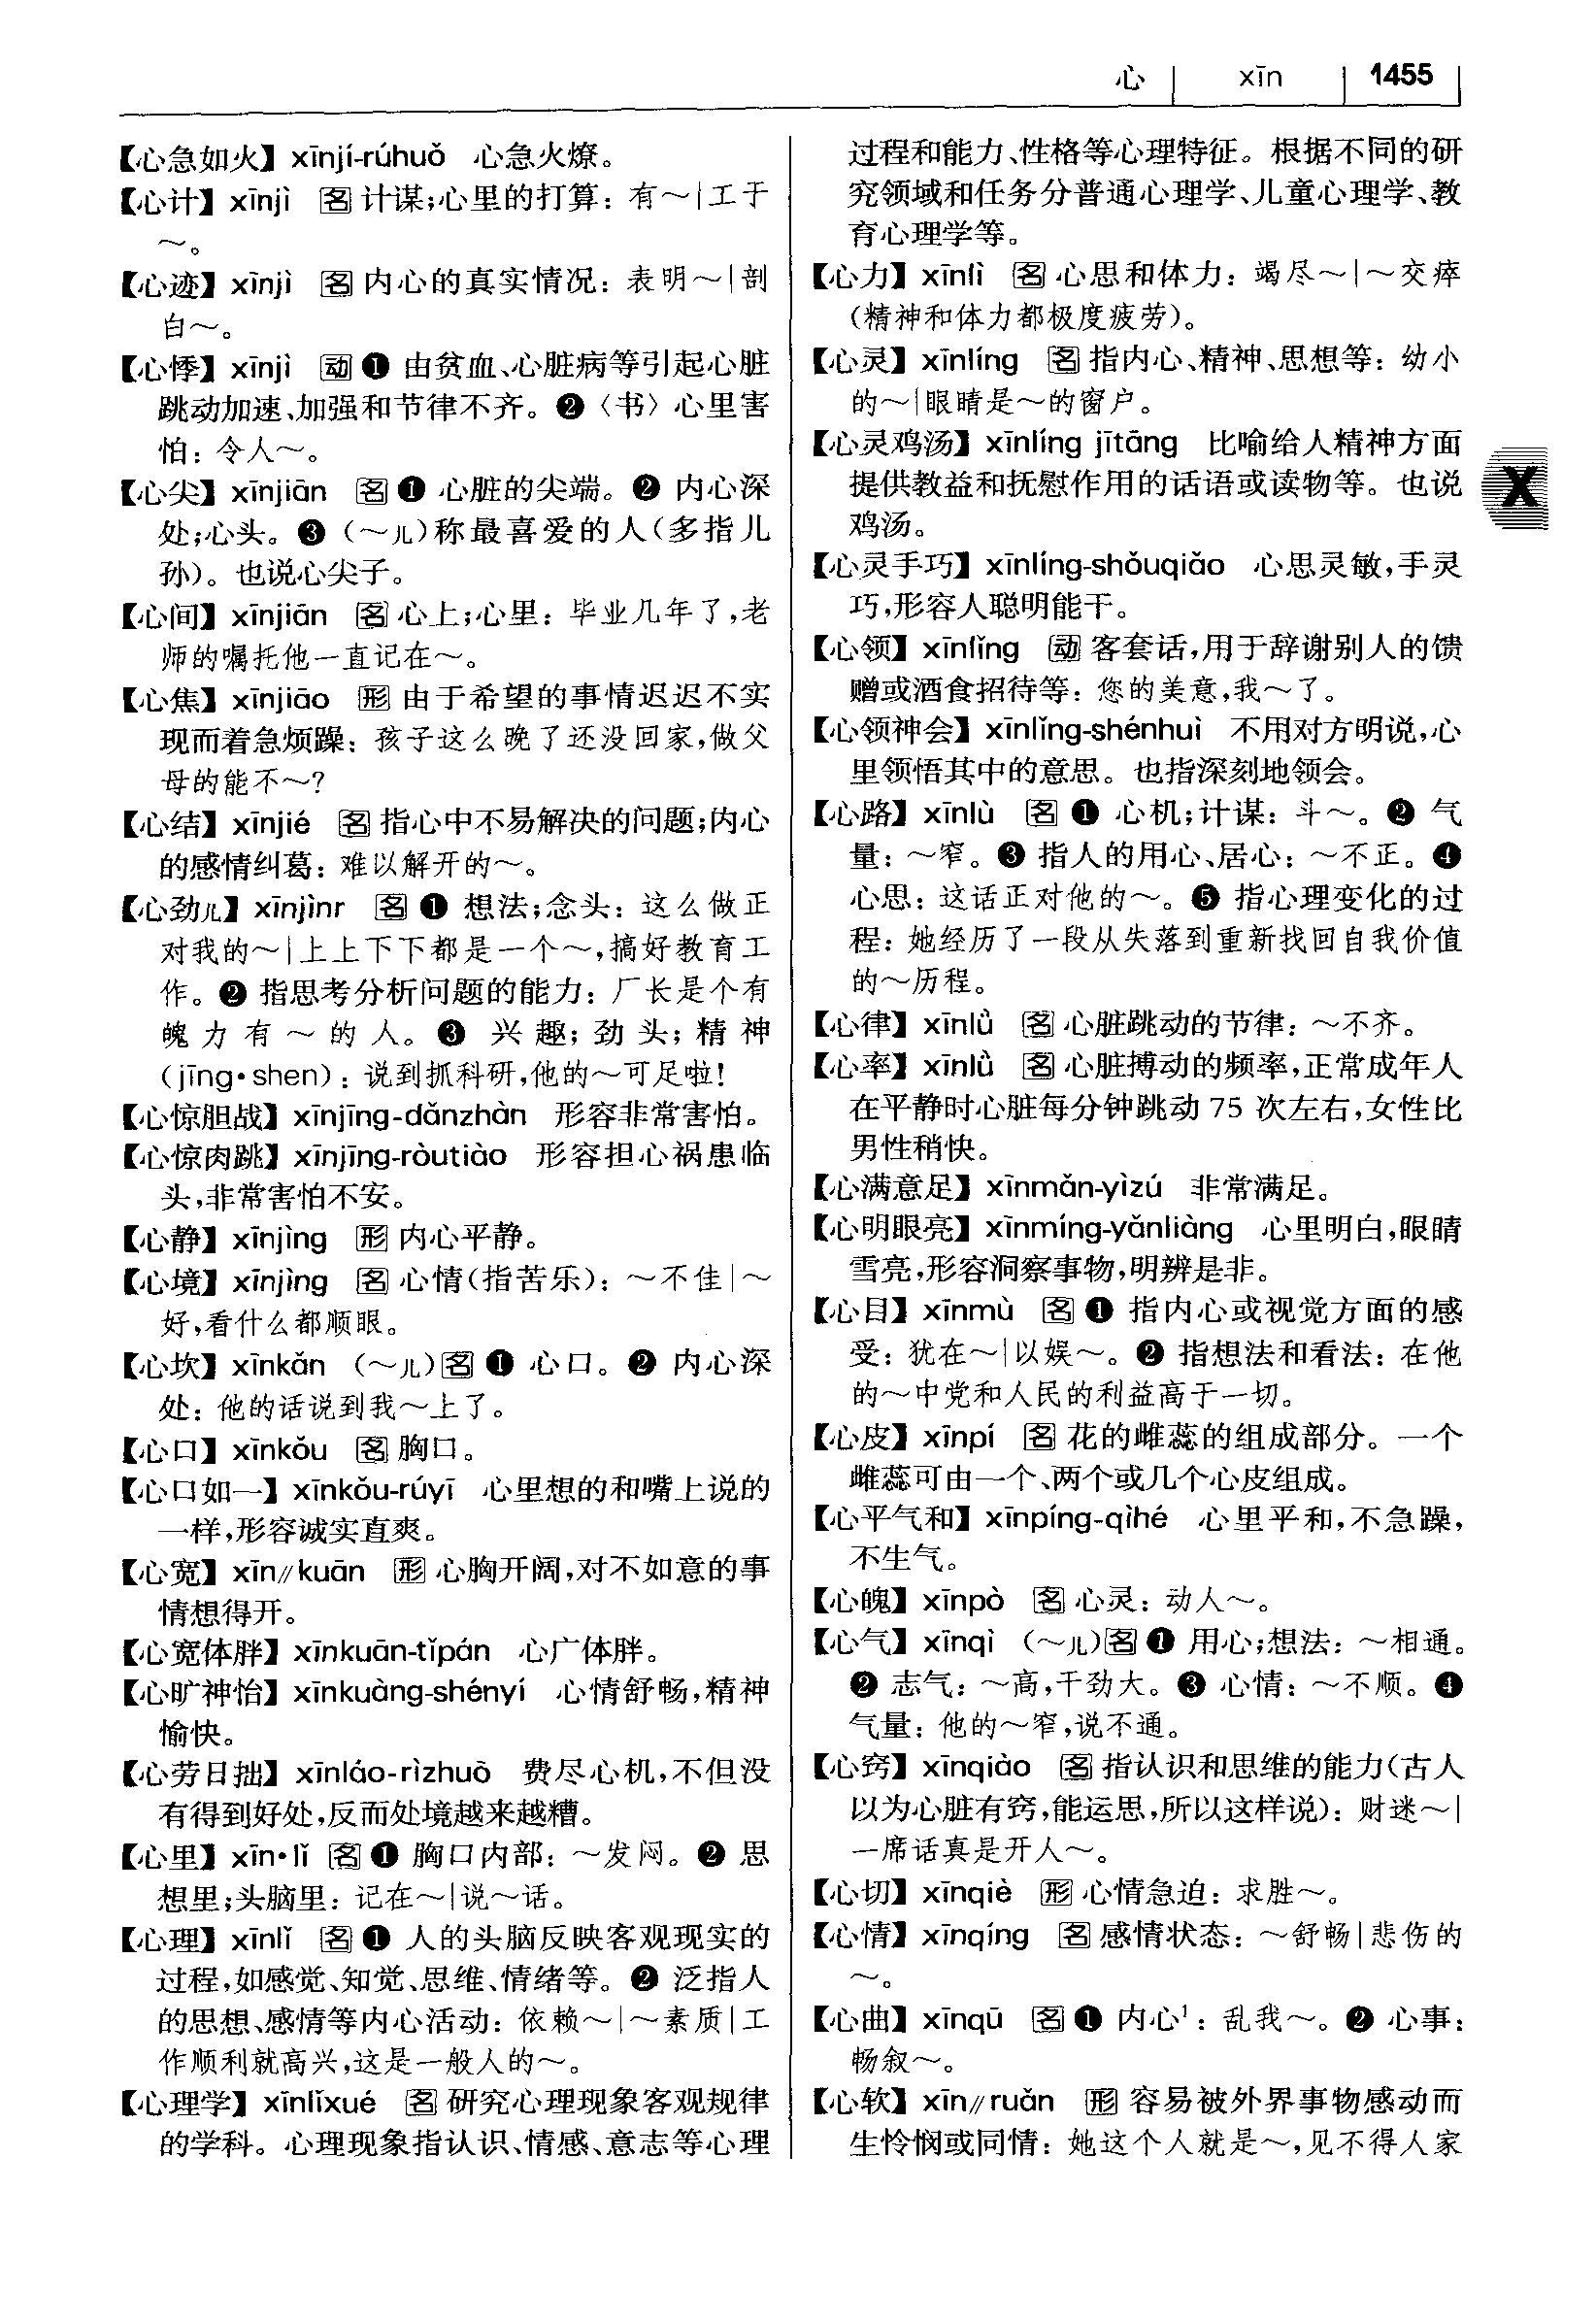 心 xīn 1455
【心急如火】xīnjí-rúhuǒ 心急火燎。
【心计】xīnjì 名 计谋;心里的打算：有～|工于
～。
【心迹】xīnjì 名 内心的真实情况：表明～|剖
白～。
【心悸】xīnjì 动 ❶ 由贫血、心脏病等引起心脏
跳动加速、加强和节律不齐。❷〈书〉心里害
怕：令人～。
【心尖】xīnjiān 名 ❶ 心脏的尖端。❷ 内心深
处;心头。❸（～儿）称最喜爱的人（多指儿
孙）。也说心尖子。
【心间】xīnjiān 名 心上;心里：毕业几年了,老
师的嘱托他一直记在～。
【心焦】xīnjiāo 形 由于希望的事情迟迟不实
现而着急烦躁：孩子这么晚了还没回家,做父
母的能不～?
【心结】xīnjié 名 指心中不易解决的问题;内心
的感情纠葛：难以解开的～。
【心劲儿】xīnjìnr 名 ❶ 想法;念头：这么做正
对我的～|上上下下都是一个～,搞好教育工
作。❷ 指思考分析问题的能力：厂长是个有
魄力有～的人。❸ 兴趣;劲头;精神
（jīng·shen）：说到抓科研,他的～可足啦!
【心惊胆战】xīnjīng-dǎnzhàn 形容非常害怕。
【心惊肉跳】xīnjīng-ròutiào 形容担心祸患临
头,非常害怕不安。
【心静】xīnjìng 形 内心平静。
【心境】xīnjìng 名 心情（指苦乐）：～不佳|～
好,看什么都顺眼。
【心坎】xīnkǎn （～儿）名 ❶ 心口。❷ 内心深
处：他的话说到我～上了。
【心口】xīnkǒu 名 胸口。
【心口如一】xīnkǒu-rúyī 心里想的和嘴上说的
一样,形容诚实直爽。
【心宽】xīn//kuān 形 心胸开阔,对不如意的事
情想得开。
【心宽体胖】xīnkuān-tǐpán 心广体胖。
【心旷神怡】xīnkuàng-shényí 心情舒畅,精神
愉快。
【心劳日拙】xīnláo-rìzhuō 费尽心机,不但没
有得到好处,反而处境越来越糟。
【心里】xīn·lǐ 名 ❶ 胸口内部：～发闷。❷ 思
想里;头脑里：记在～|说～话。
【心理】xīnlǐ 名 ❶ 人的头脑反映客观现实的
过程,如感觉、知觉、思维、情绪等。❷ 泛指人
的思想、感情等内心活动：依赖～|～素质|工
作顺利就高兴,这是一般人的～。
【心理学】xīnlǐxué 名 研究心理现象客观规律
的学科。心理现象指认识、情感、意志等心理
过程和能力、性格等心理特征。根据不同的研
究领域和任务分普通心理学、儿童心理学、教
育心理学等。
【心力】xīnlì 名 心思和体力：竭尽～|～交瘁
（精神和体力都极度疲劳）。
【心灵】xīnlíng 名 指内心、精神、思想等：幼小
的～|眼睛是～的窗户。
【心灵鸡汤】xīnlíng jītāng 比喻给人精神方面
提供教益和抚慰作用的话语或读物等。也说
鸡汤。
【心灵手巧】xīnlíng-shǒuqiǎo 心思灵敏,手灵
巧,形容人聪明能干。
【心领】xīnlǐng 动 客套话,用于辞谢别人的馈
赠或酒食招待等：您的美意,我～了。
【心领神会】xīnlǐng-shénhuì 不用对方明说,心
里领悟其中的意思。也指深刻地领会。
【心路】xīnlù 名 ❶ 心机;计谋：斗～。❷ 气
量：～窄。❸ 指人的用心、居心：～不正。❹
心思：这话正对他的～。❺ 指心理变化的过
程：她经历了一段从失落到重新找回自我价值
的～历程。
【心律】xīnlǜ 名 心脏跳动的节律：～不齐。
【心率】xīnlǜ 名 心脏搏动的频率,正常成年人
在平静时心脏每分钟跳动 75 次左右,女性比
男性稍快。
【心满意足】xīnmǎn-yìzú 非常满足。
【心明眼亮】xīnmíng-yǎnliàng 心里明白,眼睛
雪亮,形容洞察事物,明辨是非。
【心目】xīnmù 名 ❶ 指内心或视觉方面的感
受：犹在～|以娱～。❷ 指想法和看法：在他
的～中党和人民的利益高于一切。
【心皮】xīnpí 名 花的雌蕊的组成部分。一个
雌蕊可由一个、两个或几个心皮组成。
【心平气和】xīnpíng-qìhé 心里平和,不急躁,
不生气。
【心魄】xīnpò 名 心灵：动人～。
【心气】xīnqì （～儿）名 ❶ 用心;想法：～相通。
❷ 志气：～高,干劲大。❸ 心情：～不顺。❹
气量：他的～窄,说不通。
【心窍】xīnqiào 名 指认识和思维的能力（古人
以为心脏有窍,能运思,所以这样说）：财迷～|
一席话真是开人～。
【心切】xīnqiè 形 心情急迫：求胜～。
【心情】xīnqíng 名 感情状态：～舒畅|悲伤的
～。
【心曲】xīnqū 名 ❶ 内心¹：乱我～。❷ 心事：
畅叙～。
【心软】xīn//ruǎn 形 容易被外界事物感动而
生怜悯或同情：她这个人就是～,见不得人家
X